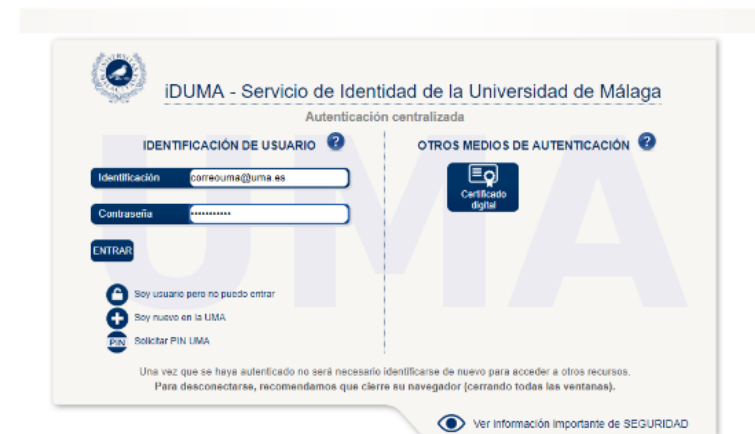 iDUMA - Servicio de Identidad de la Universidad de Málaga
Autenticación centralizada
IDENTIFICACIÓN DE USUARIO ?
Identificación correouma@uma.es
Contraseña ···········
ENTRAR
Soy usuario pero no puedo entrar
Soy nuevo en la UMA
PIN Solicitar PIN UMA
OTROS MEDIOS DE AUTENTICACIÓN ?
Certificado
digital
UMA
Una vez que se haya autenticado no será necesario identificarse de nuevo para acceder a otros recursos.
Para desconectarse, recomendamos que cierre su navegador (cerrando todas las ventanas).
Ver información importante de SEGURIDAD